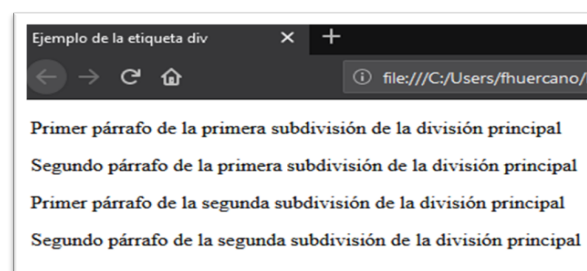 Ejemplo de la etiqueta div
file:///C:/Users/fhuercano/
Primer párrafo de la primera subdivisión de la división principal
Segundo párrafo de la primera subdivisión de la división principal
Primer párrafo de la segunda subdivisión de la división principal
Segundo párrafo de la segunda subdivisión de la división principal